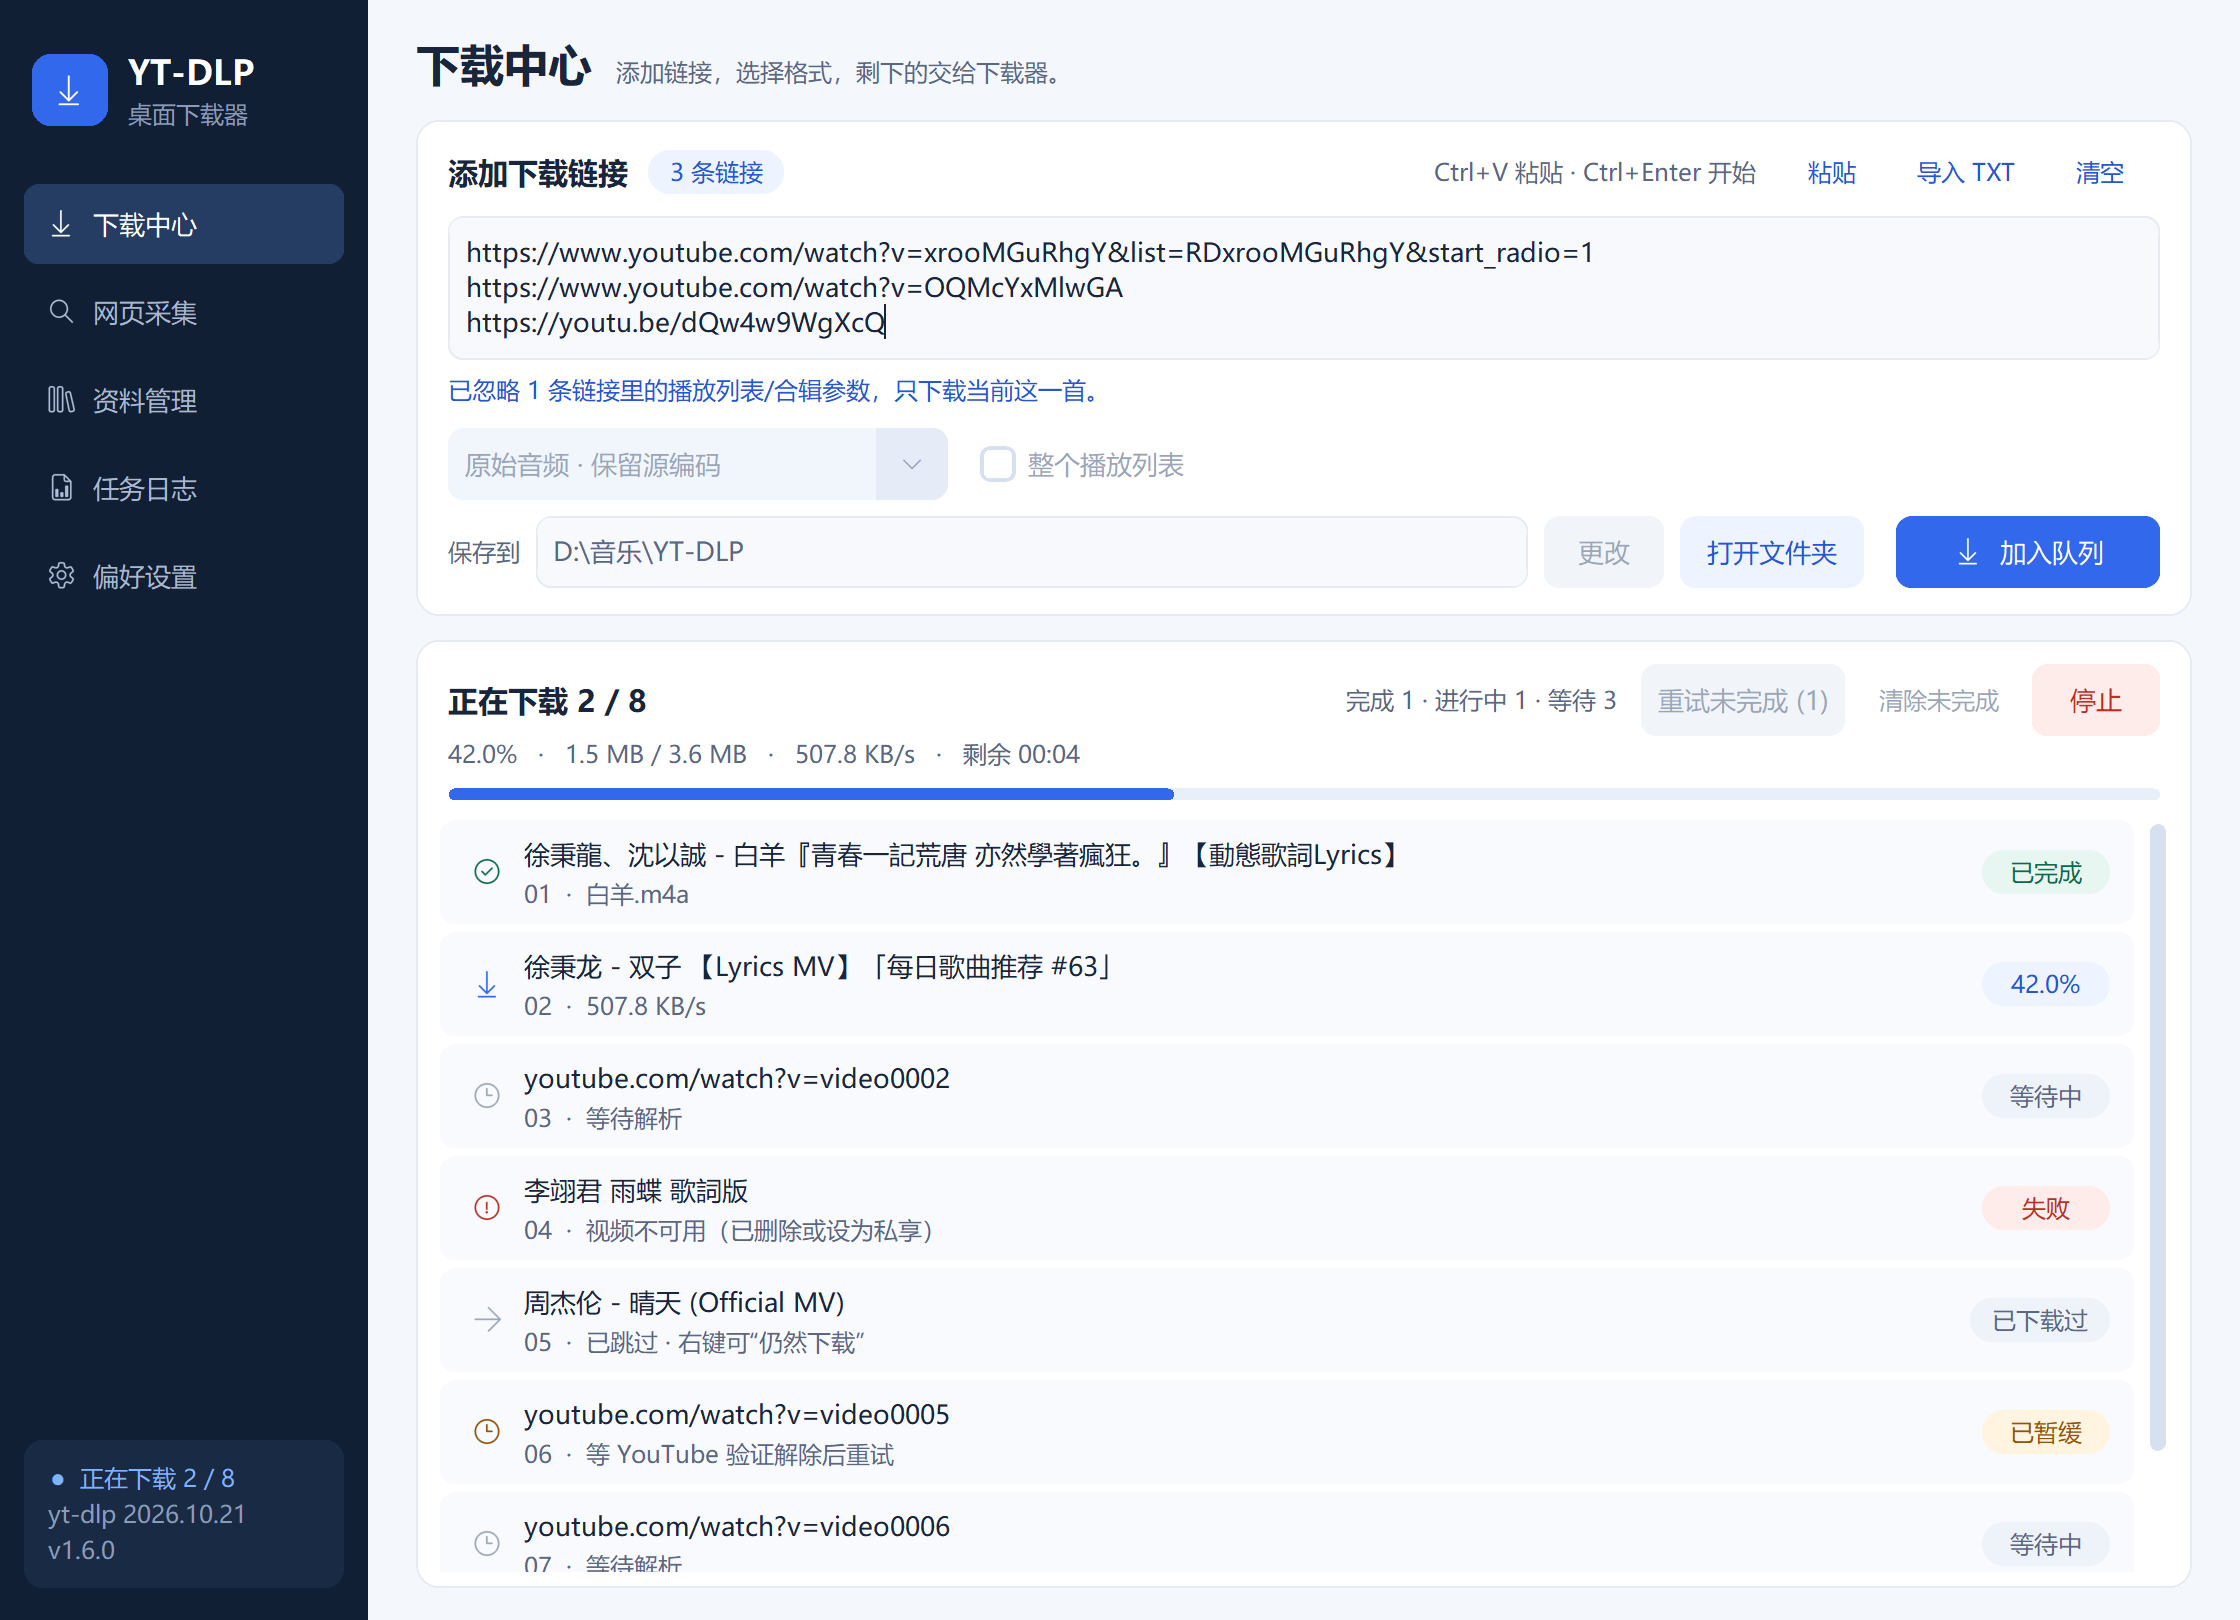 YT-DLP
桌面下载器
下载中心
网页采集
资料管理
任务日志
偏好设置
正在下载 2 / 8
yt-dlp 2026.10.21
v1.6.0
下载中心 添加链接，选择格式，剩下的交给下载器。
添加下载链接 3 条链接 Ctrl+V 粘贴 · Ctrl+Enter 开始 粘贴 导入 TXT 清空
https://www.youtube.com/watch?v=xrooMGuRhgY&list=RDxrooMGuRhgY&start_radio=1
https://www.youtube.com/watch?v=OQMcYxMlwGA
https://youtu.be/dQw4w9WgXcQ
已忽略 1 条链接里的播放列表/合辑参数，只下载当前这一首。
原始音频 · 保留源编码 整个播放列表
保存到 D:\音乐\YT-DLP 更改 打开文件夹 加入队列
正在下载 2 / 8 完成 1 · 进行中 1 · 等待 3 重试未完成 (1) 清除未完成 停止
42.0% · 1.5 MB / 3.6 MB · 507.8 KB/s · 剩余 00:04
徐秉龍、沈以誠 - 白羊『青春一記荒唐 亦然學著瘋狂。』【動態歌詞Lyrics】
01 · 白羊.m4a
已完成
徐秉龙 - 双子 【Lyrics MV】「每日歌曲推荐 #63」
02 · 507.8 KB/s
42.0%
youtube.com/watch?v=video0002
03 · 等待解析
等待中
李翊君 雨蝶 歌詞版
04 · 视频不可用（已删除或设为私享）
失败
周杰伦 - 晴天 (Official MV)
05 · 已跳过 · 右键可“仍然下载”
已下载过
youtube.com/watch?v=video0005
06 · 等 YouTube 验证解除后重试
已暂缓
youtube.com/watch?v=video0006
07 · 等待解析
等待中